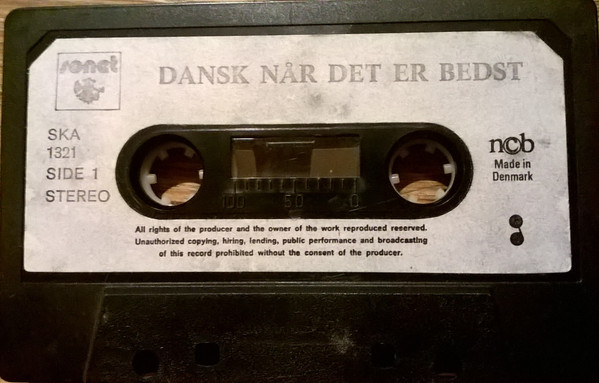 sonet
DANSK NÅR DET ER BEDST
SKA
1321
SIDE 1
STEREO
ncb
Made in
Denmark
100 50 0
All rights of the producer and the owner of the work reproduced reserved.
Unauthorized copying, hiring, lending, public performance and broadcasting
of this record prohibited without the consent of the producer.